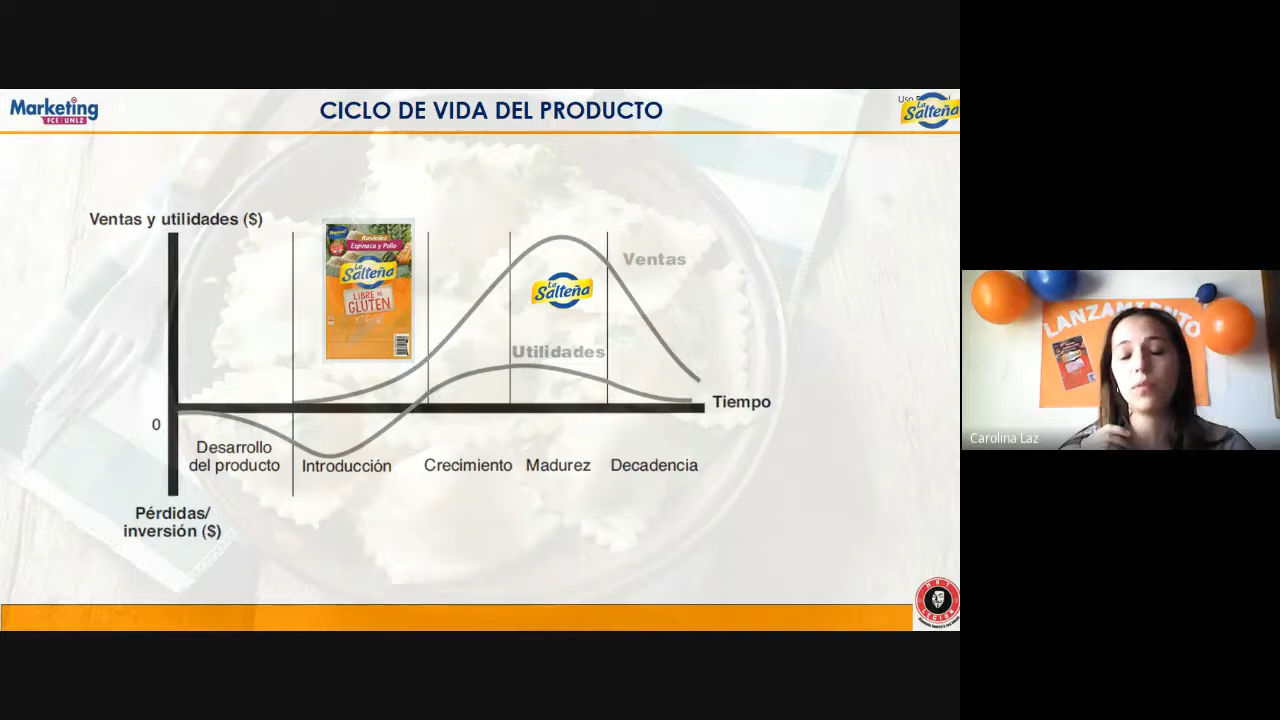 Marketing
FCE UNLZ
CICLO DE VIDA DEL PRODUCTO
La
Salteña
Ventas y utilidades ($)
Ravioles
Espinaca y Pollo
La
Salteña
LIBRE DE
GLUTEN
La
Salteña
Ventas
Utilidades
Tiempo
0
Desarrollo
del producto
Introducción
Crecimiento
Madurez
Decadencia
Pérdidas/
inversión ($)
LANZAMIENTO
Carolina Laz